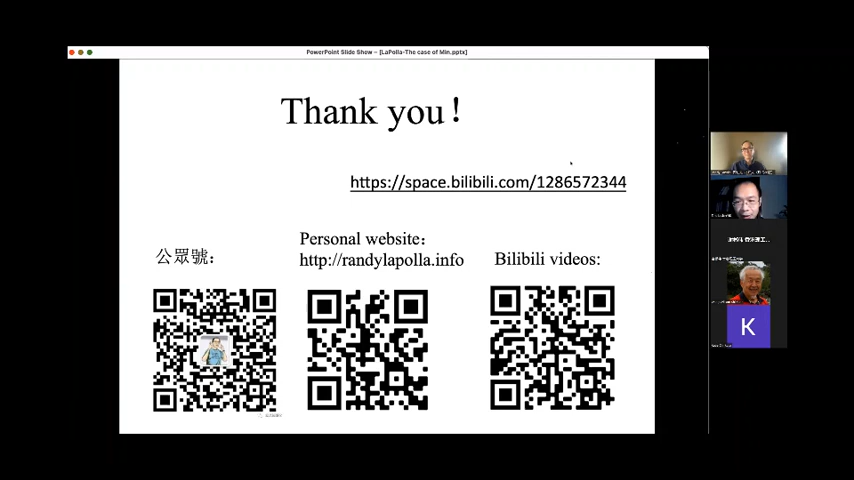 PowerPoint Slide Show - [LaPolla-The case of Min.pptx]
Thank you！
https://space.bilibili.com/1286572344
公眾號：
Personal website：
http://randylapolla.info
Bilibili videos:
K